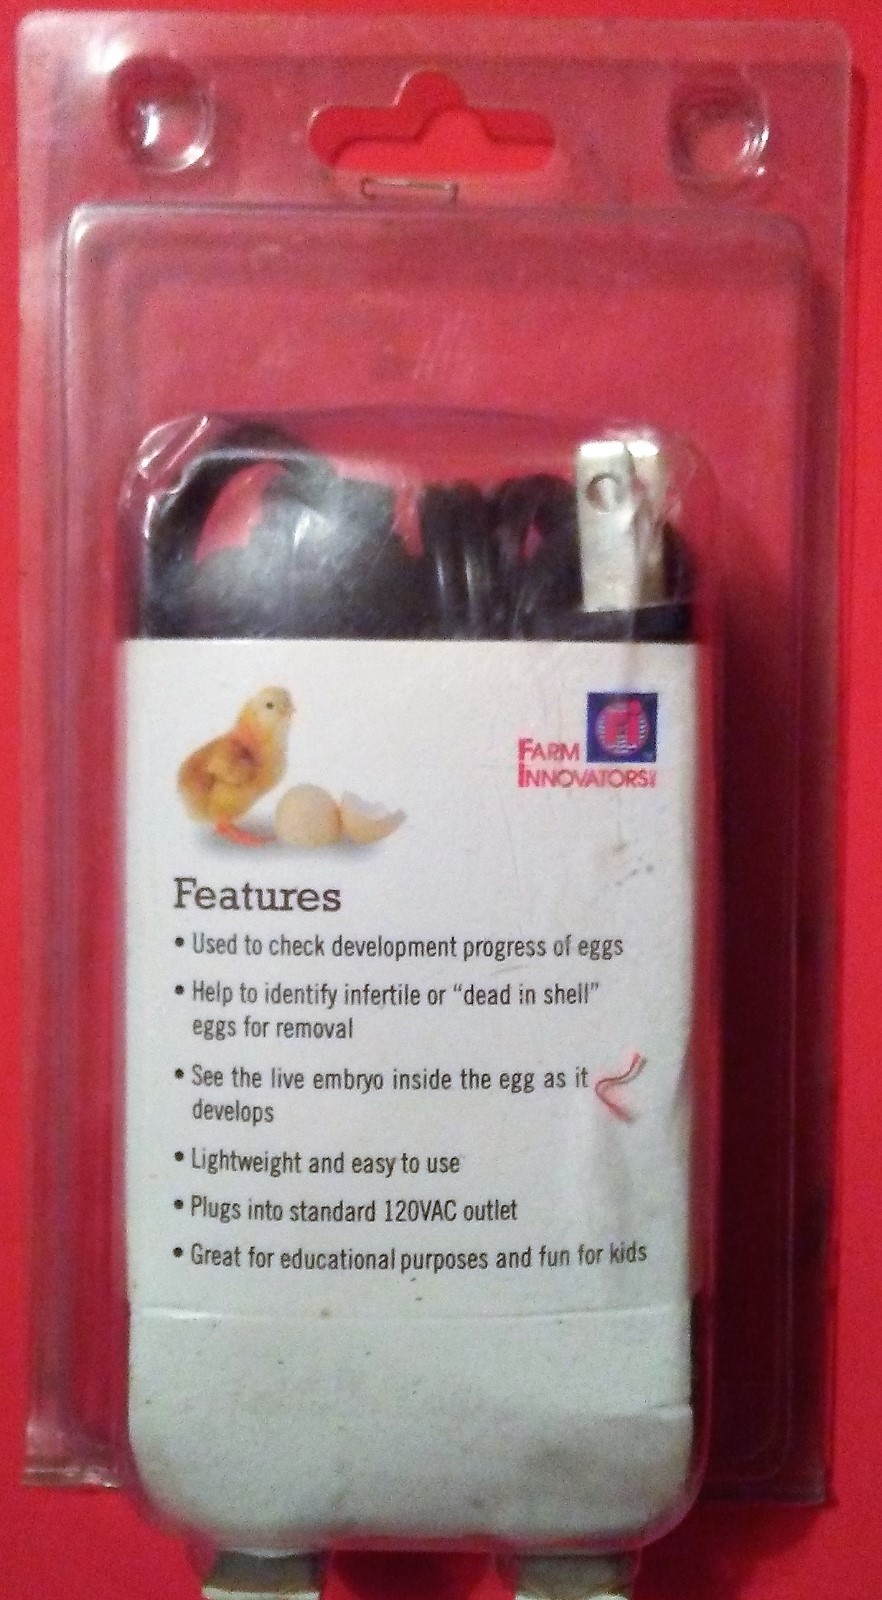 FARM
INNOVATORS
Features
• Used to check development progress of eggs
• Help to identify infertile or “dead in shell”
eggs for removal
• See the live embryo inside the egg as it
develops
• Lightweight and easy to use
• Plugs into standard 120VAC outlet
• Great for educational purposes and fun for kids